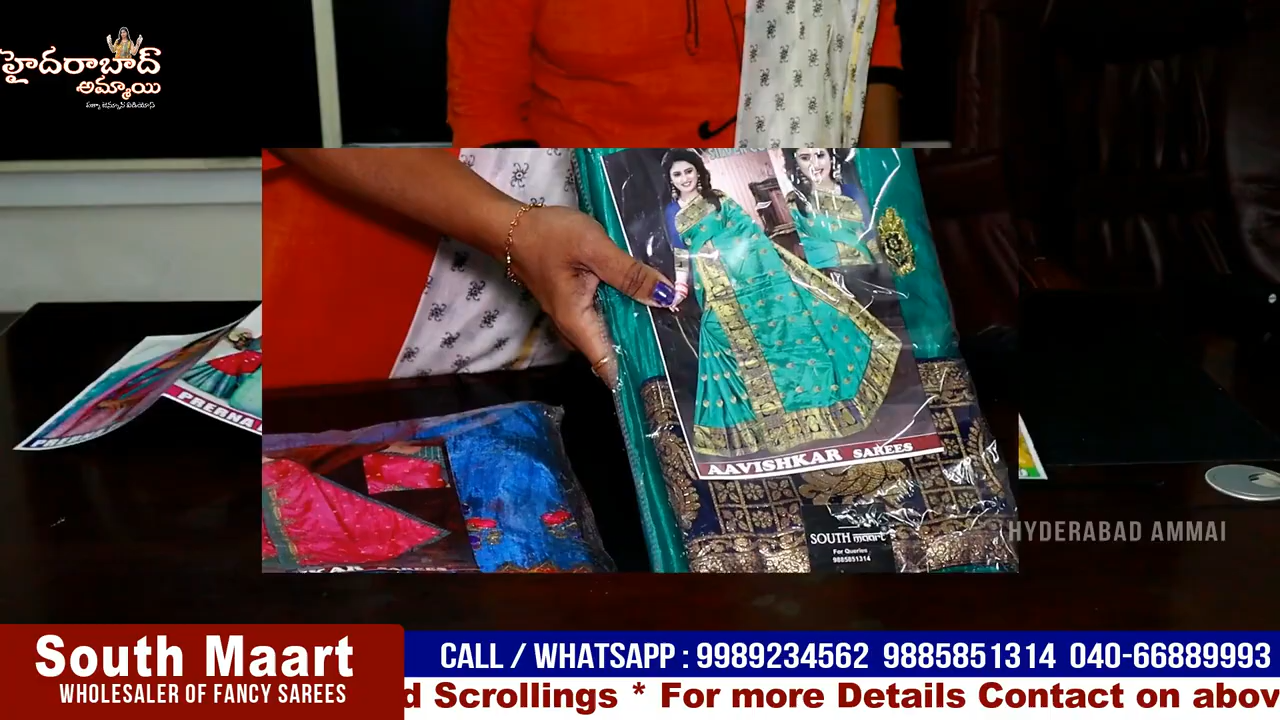 హైదరాబాద్
అమ్మాయి
PRERNA
AAVISHKAR SAREES
SOUTH maart
For Queries
9885851314
SAREES
HYDERABAD AMMAI
South Maart
WHOLESALER OF FANCY SAREES
CALL / WHATSAPP : 9989234562 9885851314 040-66889993
d Scrollings * For more Details Contact on abov